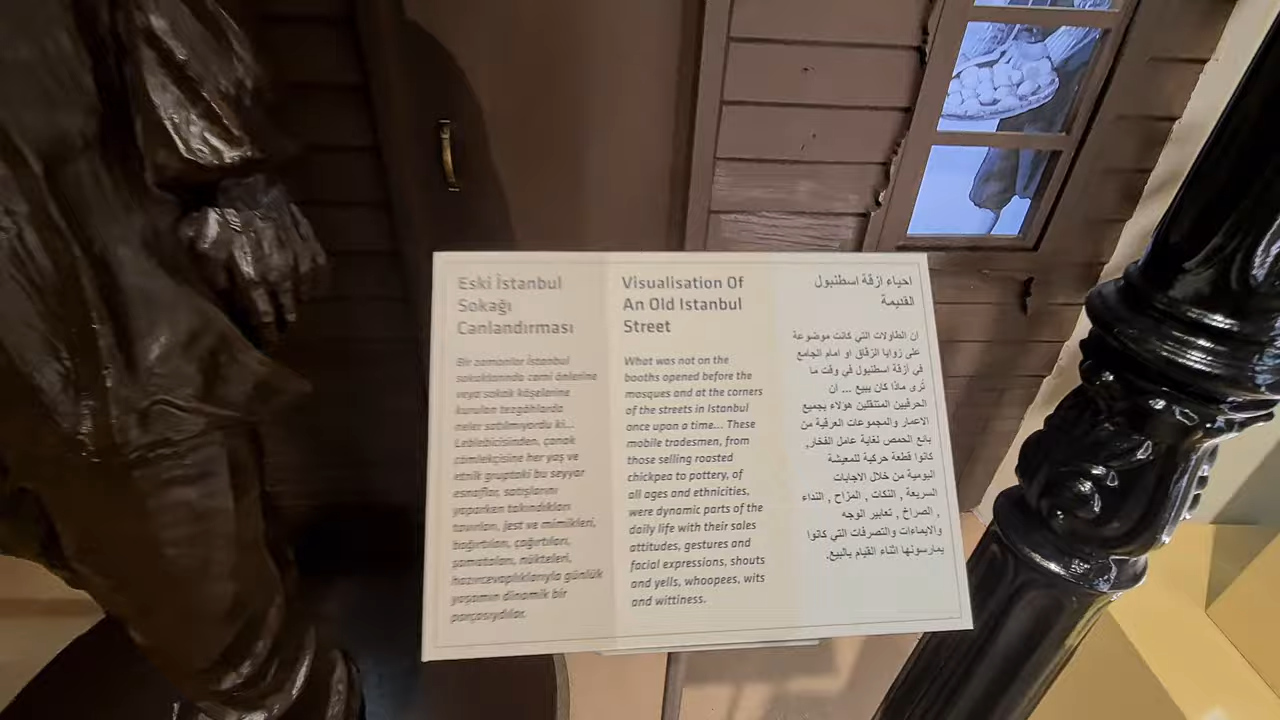 Eski İstanbul
Sokağı
Canlandırması
Bir zamanlar İstanbul
sokaklarında cami önlerine
veya sokak köşelerine
kurulan tezgâhlarda
neler satılmıyordu ki...
Leblebicisinden, çanak
çömlekçisine her yaş ve
etnik gruptaki bu seyyar
esnaflar, satışlarını
yaparken takındıkları
tavırları, jest ve mimikleri,
bağırtıları, çağırtıları,
şamataları, nükteleri,
hazırcevaplıklarıyla günlük
yaşamın dinamik bir
parçasıydılar.
Visualisation Of
An Old Istanbul
Street
What was not on the
booths opened before the
mosques and at the corners
of the streets in Istanbul
once upon a time... These
mobile tradesmen, from
those selling roasted
chickpea to pottery, of
all ages and ethnicities,
were dynamic parts of the
daily life with their sales
attitudes, gestures and
facial expressions, shouts
and yells, whoopees, wits
and wittiness.
احياء ازقة اسطنبول
القديمة
ان الطاولات التي كانت موضوعة
على زوايا الزقاق او امام الجامع
في أزقة اسطنبول في وقت ما
تُرى ماذا كان يبيع ... ان
الحرفيين المتنقلين هؤلاء بجميع
الاعمار والمجموعات العرقية من
بائع الحمص لغاية عامل الفخار,
كانوا قطعة حركية للمعيشة
اليومية من خلال الاجابات
السريعة , النكات , المزاح , النداء
, الصراخ , تعابير الوجه
والايماءات والتصرفات التي كانوا
يمارسونها اثناء القيام بالبيع.